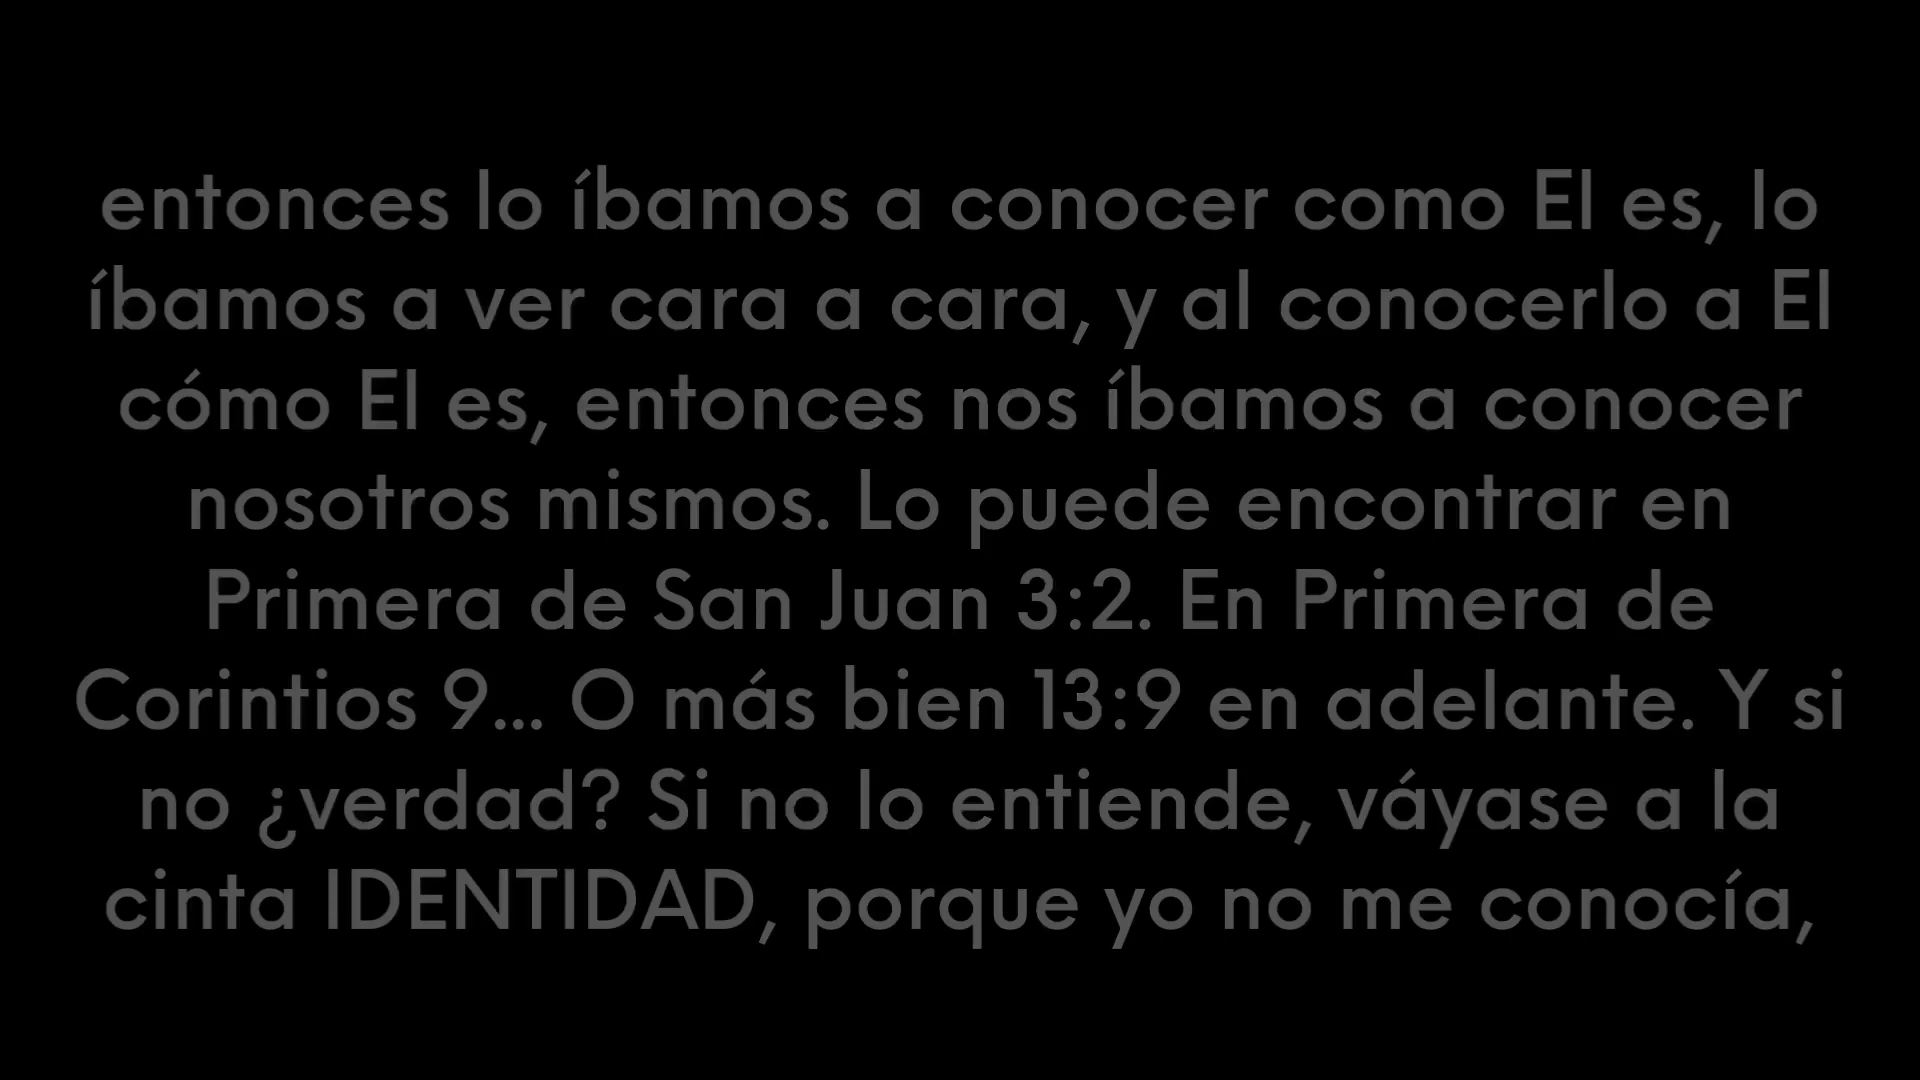 entonces lo íbamos a conocer como El es, lo
íbamos a ver cara a cara, y al conocerlo a El
cómo El es, entonces nos íbamos a conocer
nosotros mismos. Lo puede encontrar en
Primera de San Juan 3:2. En Primera de
Corintios 9... O más bien 13:9 en adelante. Y si
no ¿verdad? Si no lo entiende, váyase a la
cinta IDENTIDAD, porque yo no me conocía,